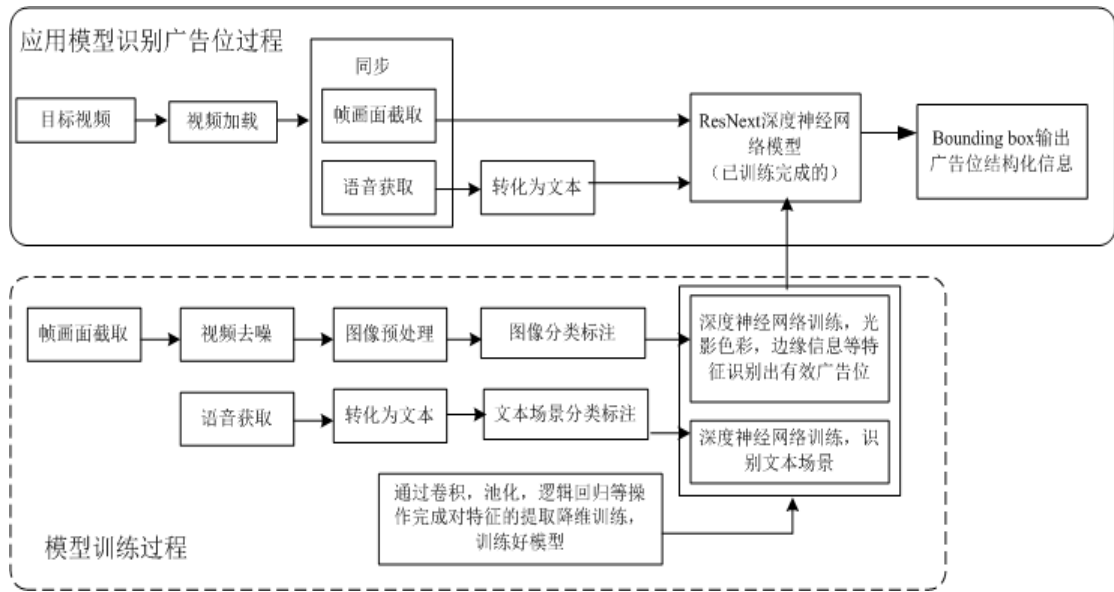 应用模型识别广告位过程
同步
目标视频
视频加载
帧画面截取
语音获取
转化为文本
ResNext深度神经网
络模型
（已训练完成的）
Bounding box输出
广告位结构化信息
帧画面截取
视频去噪
图像预处理
图像分类标注
深度神经网络训练，光
影色彩，边缘信息等特
征识别出有效广告位
语音获取
转化为文本
文本场景分类标注
深度神经网络训练，识
别文本场景
通过卷积，池化，逻辑回归等操
作完成对特征的提取降维训练，
训练好模型
模型训练过程